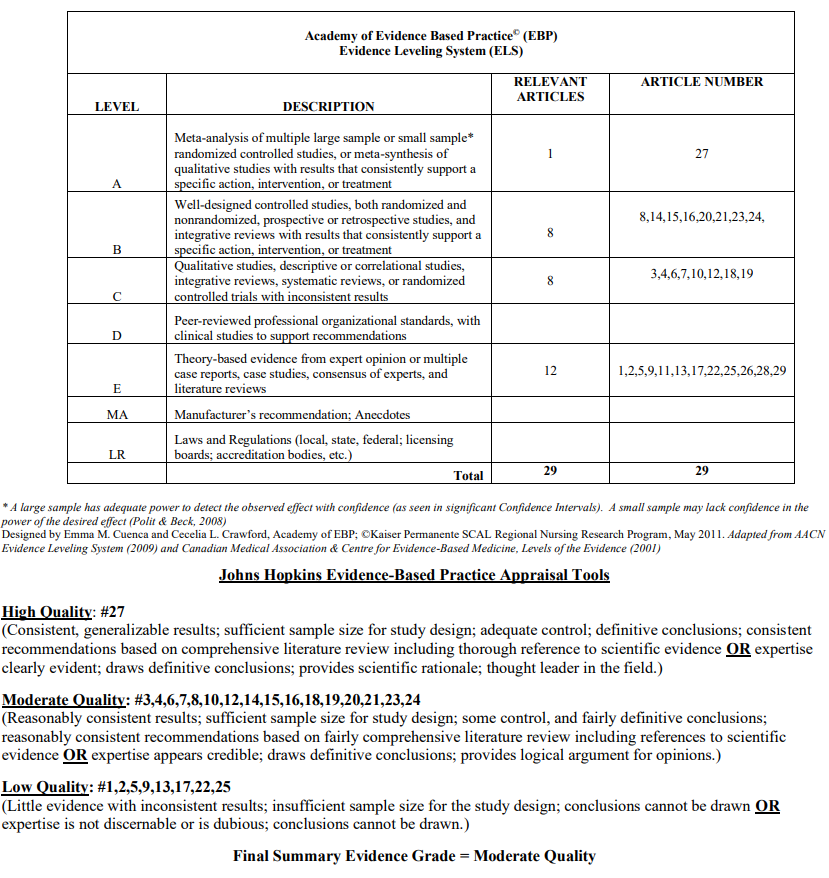 Academy of Evidence Based Practice© (EBP)
Evidence Leveling System (ELS)
LEVEL
DESCRIPTION
RELEVANT
ARTICLES
ARTICLE NUMBER
A
Meta-analysis of multiple large sample or small sample*
randomized controlled studies, or meta-synthesis of
qualitative studies with results that consistently support a
specific action, intervention, or treatment
1
27
B
Well-designed controlled studies, both randomized and
nonrandomized, prospective or retrospective studies, and
integrative reviews with results that consistently support a
specific action, intervention, or treatment
8
8,14,15,16,20,21,23,24,
C
Qualitative studies, descriptive or correlational studies,
integrative reviews, systematic reviews, or randomized
controlled trials with inconsistent results
8
3,4,6,7,10,12,18,19
D
Peer-reviewed professional organizational standards, with
clinical studies to support recommendations
E
Theory-based evidence from expert opinion or multiple
case reports, case studies, consensus of experts, and
literature reviews
12
1,2,5,9,11,13,17,22,25,26,28,29
MA
Manufacturer's recommendation; Anecdotes
LR
Laws and Regulations (local, state, federal; licensing
boards; accreditation bodies, etc.)
Total
29
29
* A large sample has adequate power to detect the observed effect with confidence (as seen in significant Confidence Intervals). A small sample may lack confidence in the
power of the desired effect (Polit & Beck, 2008)
Designed by Emma M. Cuenca and Cecelia L. Crawford, Academy of EBP; ©Kaiser Permanente SCAL Regional Nursing Research Program, May 2011. Adapted from AACN
Evidence Leveling System (2009) and Canadian Medical Association & Centre for Evidence-Based Medicine, Levels of the Evidence (2001)
Johns Hopkins Evidence-Based Practice Appraisal Tools
High Quality: #27
(Consistent, generalizable results; sufficient sample size for study design; adequate control; definitive conclusions; consistent
recommendations based on comprehensive literature review including thorough reference to scientific evidence OR expertise
clearly evident; draws definitive conclusions; provides scientific rationale; thought leader in the field.)
Moderate Quality: #3,4,6,7,8,10,12,14,15,16,18,19,20,21,23,24
(Reasonably consistent results; sufficient sample size for study design; some control, and fairly definitive conclusions;
reasonably consistent recommendations based on fairly comprehensive literature review including references to scientific
evidence OR expertise appears credible; draws definitive conclusions; provides logical argument for opinions.)
Low Quality: #1,2,5,9,13,17,22,25
(Little evidence with inconsistent results; insufficient sample size for the study design; conclusions cannot be drawn OR
expertise is not discernable or is dubious; conclusions cannot be drawn.)
Final Summary Evidence Grade = Moderate Quality